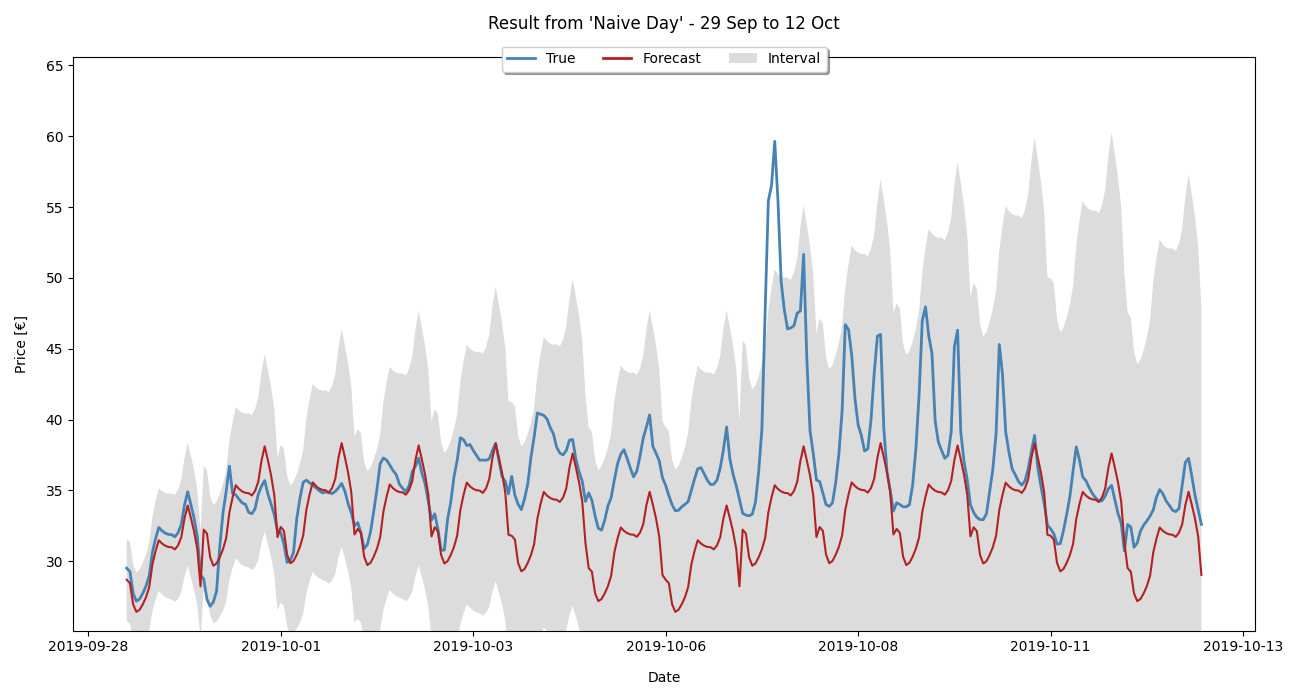 Result from 'Naive Day' - 29 Sep to 12 Oct
True Forecast Interval
65
60
55
50
45
40
35
30
Price [€]
2019-09-28 2019-10-01 2019-10-03 2019-10-06 2019-10-08 2019-10-11 2019-10-13
Date